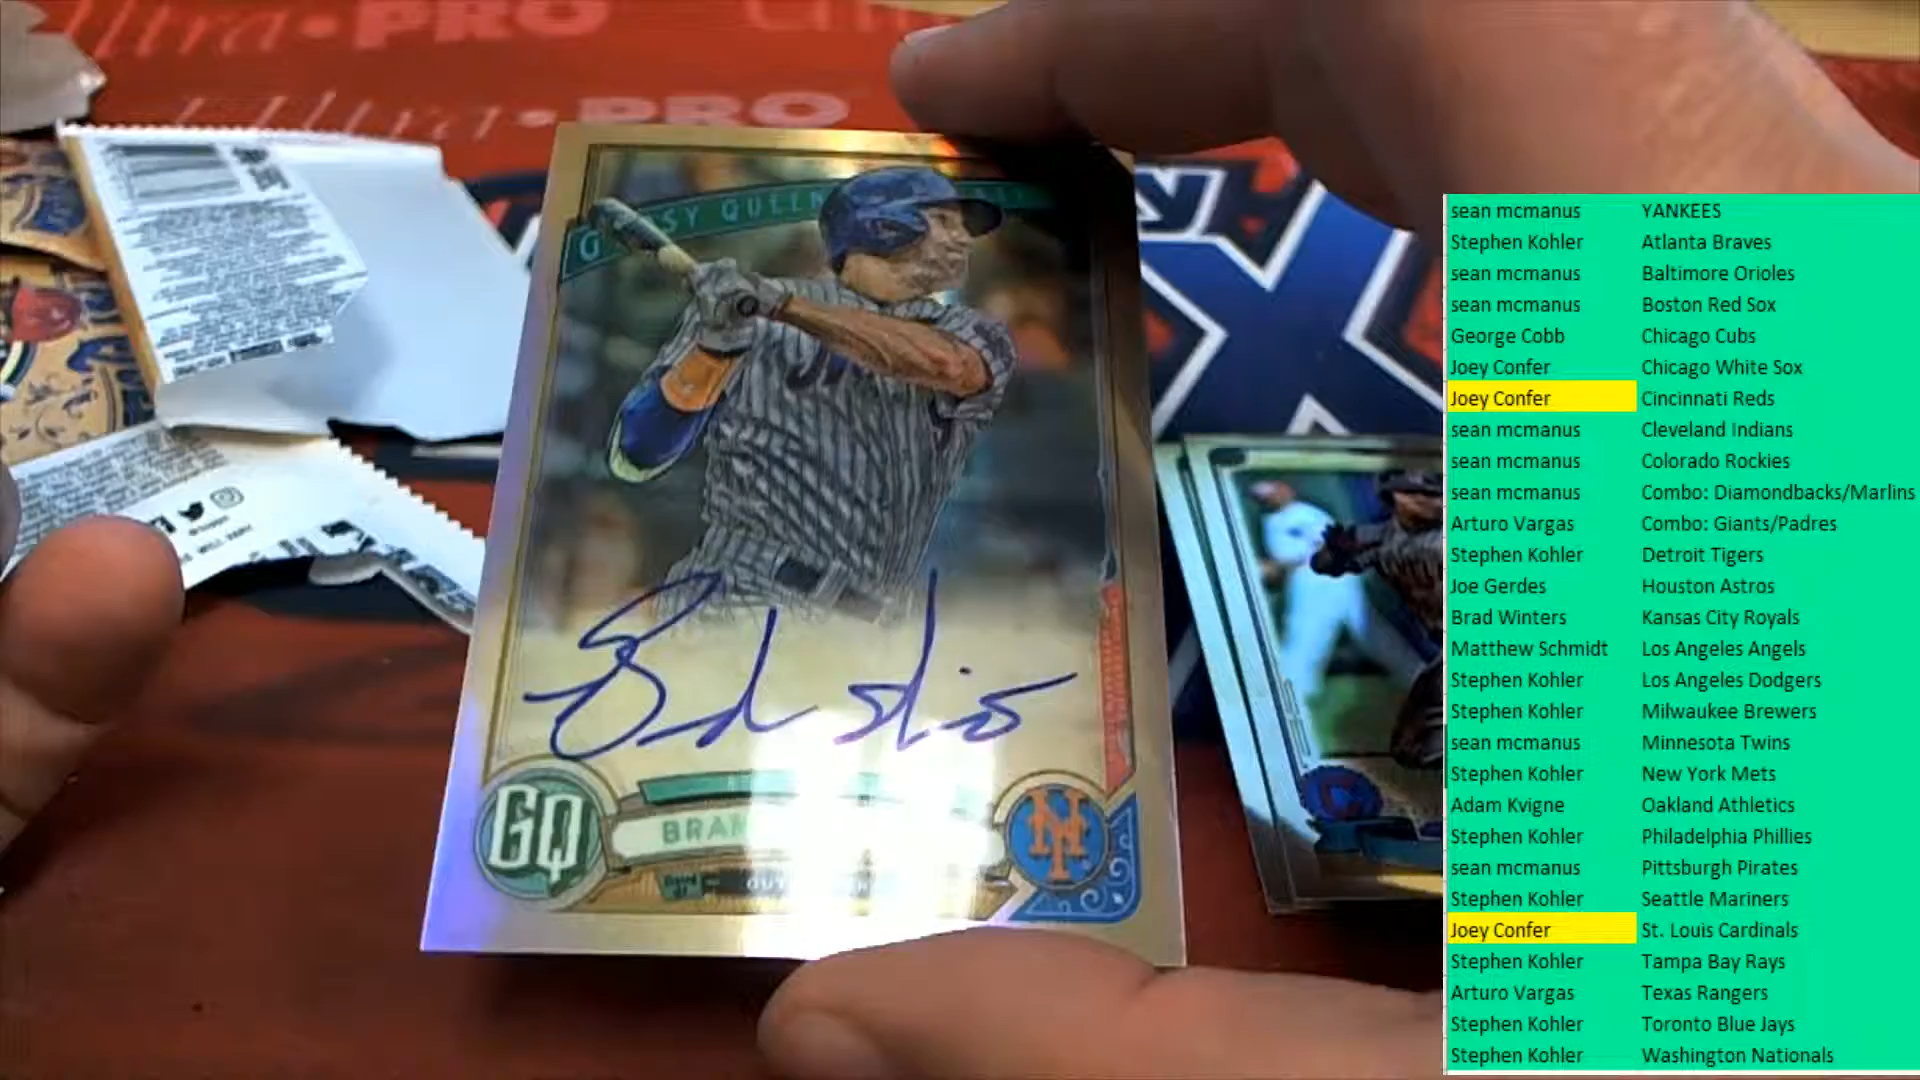 Ultra•PRO
Ultra•PRO
GQ
BRAN
sean mcmanus YANKEES
Stephen Kohler Atlanta Braves
sean mcmanus Baltimore Orioles
sean mcmanus Boston Red Sox
George Cobb Chicago Cubs
Joey Confer Chicago White Sox
Joey Confer Cincinnati Reds
sean mcmanus Cleveland Indians
sean mcmanus Colorado Rockies
sean mcmanus Combo: Diamondbacks/Marlins
Arturo Vargas Combo: Giants/Padres
Stephen Kohler Detroit Tigers
Joe Gerdes Houston Astros
Brad Winters Kansas City Royals
Matthew Schmidt Los Angeles Angels
Stephen Kohler Los Angeles Dodgers
Stephen Kohler Milwaukee Brewers
sean mcmanus Minnesota Twins
Stephen Kohler New York Mets
Adam Kvigne Oakland Athletics
Stephen Kohler Philadelphia Phillies
sean mcmanus Pittsburgh Pirates
Stephen Kohler Seattle Mariners
Joey Confer St. Louis Cardinals
Stephen Kohler Tampa Bay Rays
Arturo Vargas Texas Rangers
Stephen Kohler Toronto Blue Jays
Stephen Kohler Washington Nationals